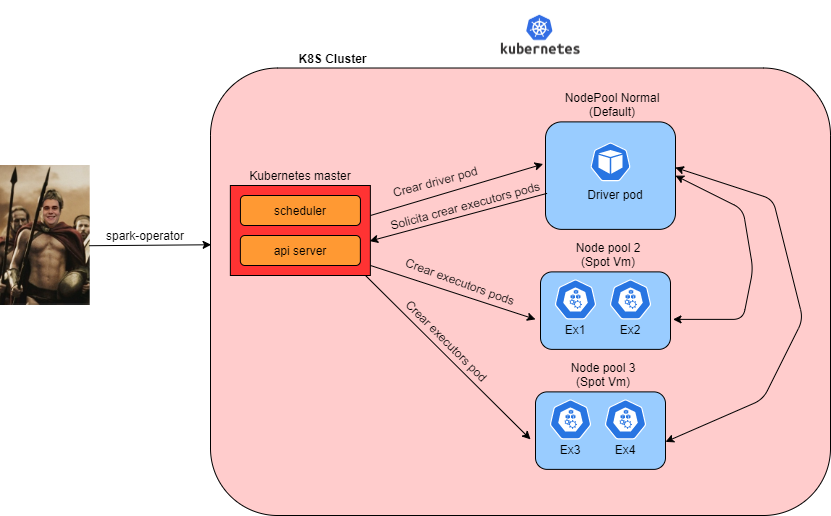 kubernetes
K8S Cluster
NodePool Normal
(Default)
Driver pod
Kubernetes master
scheduler
api server
spark-operator
Crear driver pod
Solicita crear executors pods
Crear executors pods
Crear executors pod
Node pool 2
(Spot Vm)
Ex1
Ex2
Node pool 3
(Spot Vm)
Ex3
Ex4